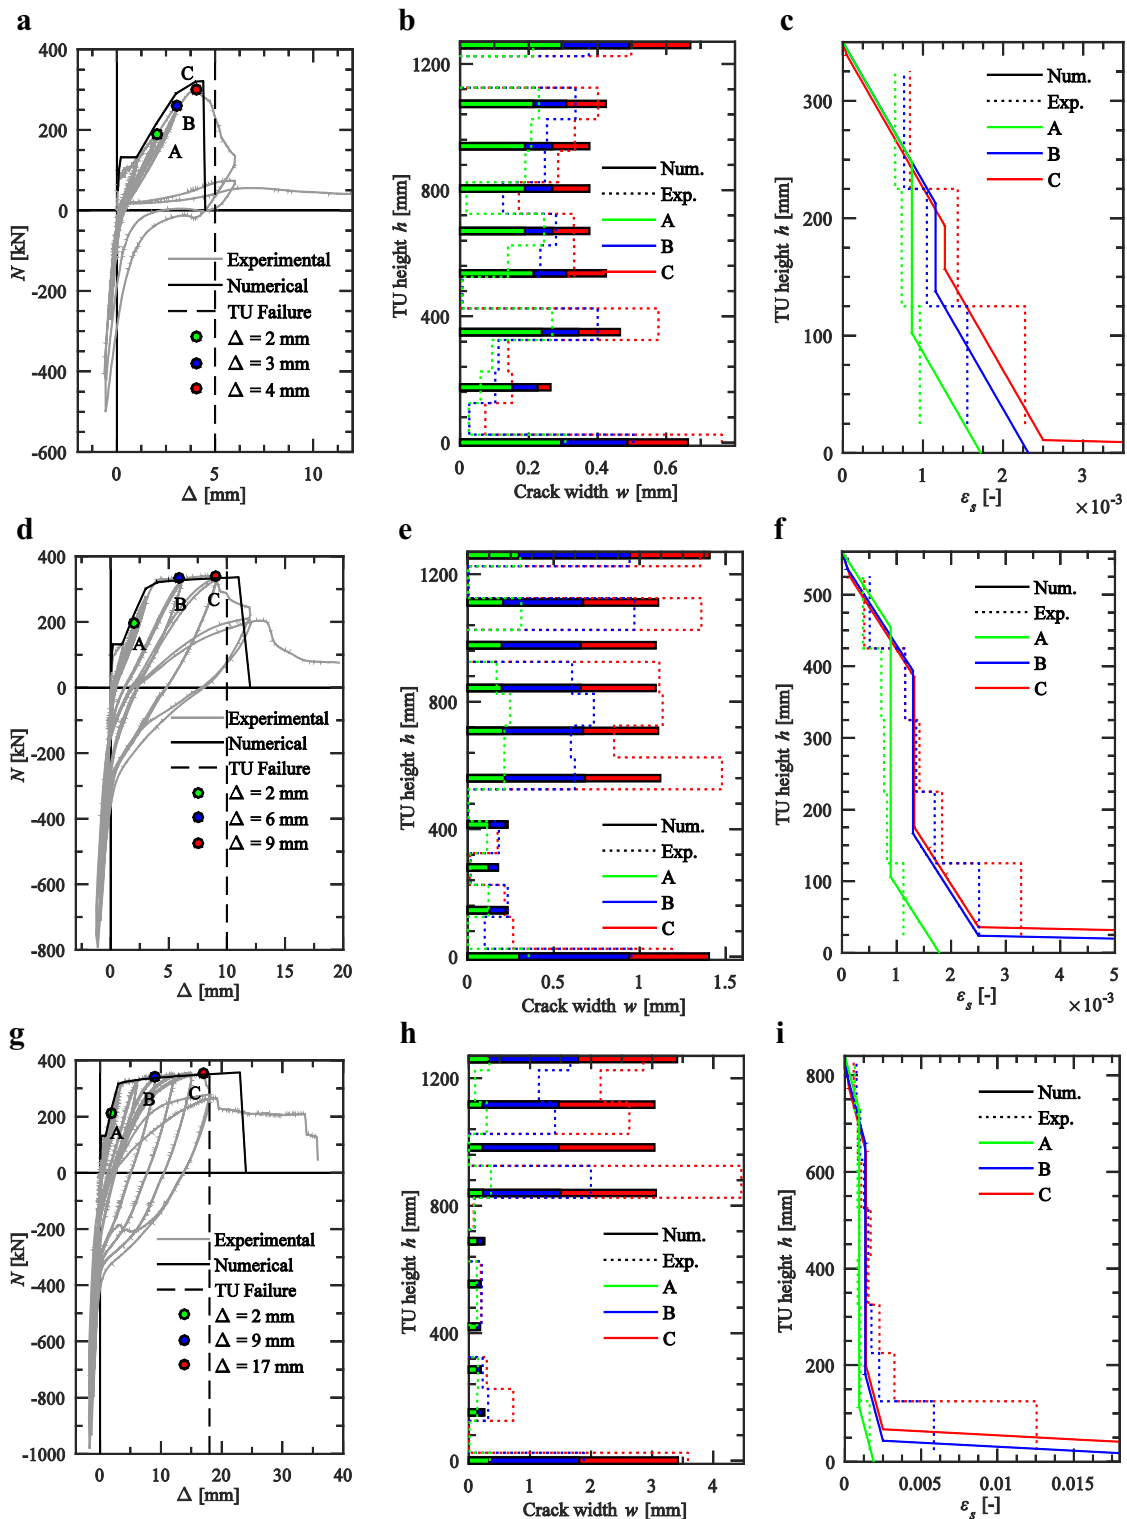 a
400
200
0
-200
-400
-600
N [kN]
0
5
10
Δ [mm]
A
B
C
Experimental
Numerical
TU Failure
Δ = 2 mm
Δ = 3 mm
Δ = 4 mm
b
1200
800
400
0
TU height h [mm]
0
0.2
0.4
0.6
Crack width w [mm]
Num.
Exp.
A
B
C
c
300
200
100
0
TU height h [mm]
0
1
2
3
×10⁻³
εs [-]
Num.
Exp.
A
B
C
d
400
200
0
-200
-400
-600
-800
N [kN]
0
5
10
15
20
Δ [mm]
A
B
C
Experimental
Numerical
TU Failure
Δ = 2 mm
Δ = 6 mm
Δ = 9 mm
e
1200
800
400
0
TU height h [mm]
0
0.5
1
1.5
Crack width w [mm]
Num.
Exp.
A
B
C
f
500
400
300
200
100
0
TU height h [mm]
0
1
2
3
4
5
×10⁻³
εs [-]
Num.
Exp.
A
B
C
g
400
200
0
-200
-400
-600
-800
-1000
N [kN]
0
10
20
30
40
Δ [mm]
A
B
C
Experimental
Numerical
TU Failure
Δ = 2 mm
Δ = 9 mm
Δ = 17 mm
h
1200
800
400
0
TU height h [mm]
0
1
2
3
4
Crack width w [mm]
Num.
Exp.
A
B
C
i
800
600
400
200
0
TU height h [mm]
0
0.005
0.01
0.015
εs [-]
Num.
Exp.
A
B
C